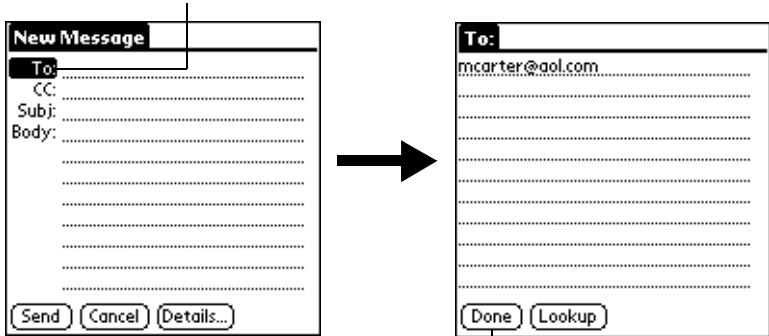 New Message
To:
CC:
Subj:
Body:
Send Cancel Details...
To:
mcarter@aol.com
Done Lookup